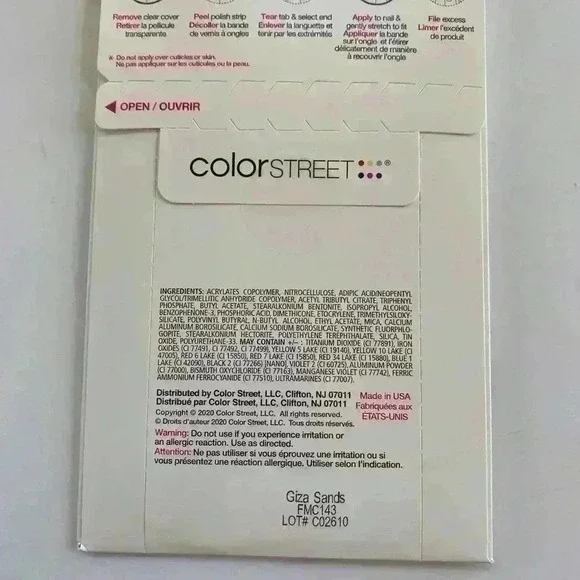 Remove clear cover
Retirer la pellicule
transparente.
Peel polish strip
Décoller la bande
de vernis à ongles
Tear tab & select end
Enlever la languette et
tenir par les extrémités
Apply to nail &
gently stretch to fit
Appliquer la bande
sur l'ongle et l'étirer
délicatement de manière
à recouvrir l'ongle
File excess
Limer l'excédent
de produit
* Do not apply over cuticles or skin.
Ne pas appliquer sur les cuticules ou la peau.
OPEN / OUVRIR
colorSTREET®
INGREDIENTS: ACRYLATES COPOLYMER, NITROCELLULOSE, ADIPIC ACID/NEOPENTYL
GLYCOL/TRIMELLITIC ANHYDRIDE COPOLYMER, ACETYL TRIBUTYL CITRATE, TRIPHENYL
PHOSPHATE, BUTYL ACETATE, STEARALKONIUM BENTONITE, ISOPROPYL ALCOHOL,
BENZOPHENONE-3, PHOSPHORIC ACID, DIMETHICONE, ETOCRYLENE, TRIMETHYLSILOXY-
SILICATE, POLYVINYL BUTYRAL, N-BUTYL ALCOHOL, ETHYL ACETATE, MICA, CALCIUM
ALUMINUM BOROSILICATE, CALCIUM SODIUM BOROSILICATE, SYNTHETIC FLUORPHLO-
GOPITE, STEARALKONIUM HECTORITE, POLYETHYLENE TEREPHTHALATE, SILICA, TIN
OXIDE, POLYURETHANE-33. MAY CONTAIN +/– : TITANIUM DIOXIDE (CI 77891), IRON
OXIDES (CI 77491, CI 77492, CI 77499), YELLOW 5 LAKE (CI 19140), YELLOW 10 LAKE (CI
47005), RED 6 LAKE (CI 15850), RED 7 LAKE (CI 15850), RED 34 LAKE (CI 15880), BLUE 1
LAKE (CI 42090), BLACK 2 (CI 77266) [NANO], VIOLET 2 (CI 60725), ALUMINUM POWDER
(CI 77000), BISMUTH OXYCHLORIDE (CI 77163), MANGANESE VIOLET (CI 77742), FERRIC
AMMONIUM FERROCYANIDE (CI 77510), ULTRAMARINES (CI 77007).
Distributed by Color Street, LLC, Clifton, NJ 07011
Distribué par Color Street, LLC, Clifton, NJ 07011
Made in USA
Fabriquées aux
ÉTATS-UNIS
Copyright © 2020 Color Street, LLC. All rights reserved.
© Droits d'auteur 2020 Color Street, LLC. Tous droits réservés.
Warning: Do not use if you experience irritation or
an allergic reaction. Use as directed.
Attention: Ne pas utiliser si vous éprouvez une irritation ou si
vous présentez une réaction allergique. Utiliser selon l'indication.
Giza Sands
FMC143
LOT# C02610